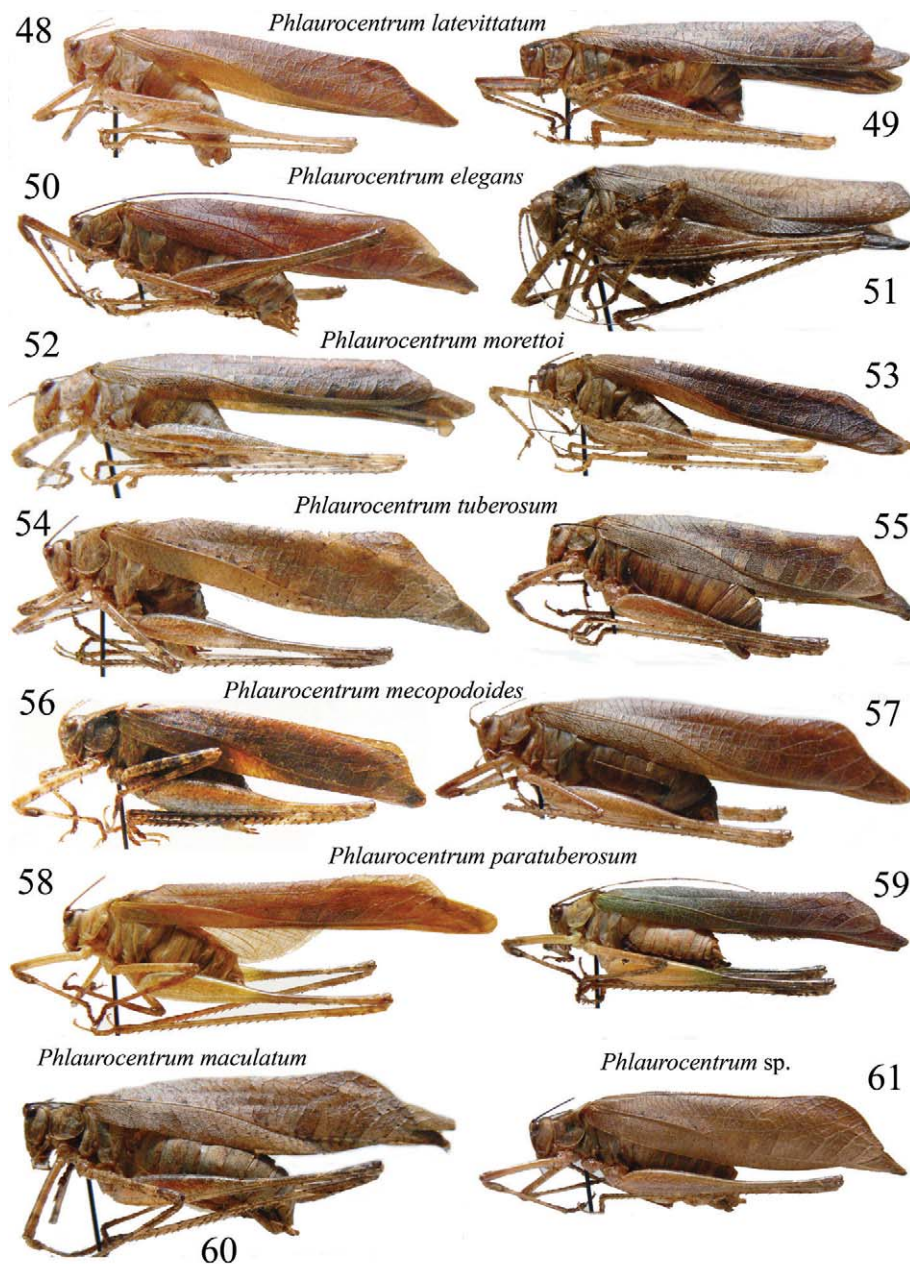 48
Phlaurocentrum latevittatum
49
50
Phlaurocentrum elegans
51
52
Phlaurocentrum morettoi
53
54
Phlaurocentrum tuberosum
55
56
Phlaurocentrum mecopodoides
57
58
Phlaurocentrum paratuberosum
59
Phlaurocentrum maculatum
60
Phlaurocentrum sp.
61